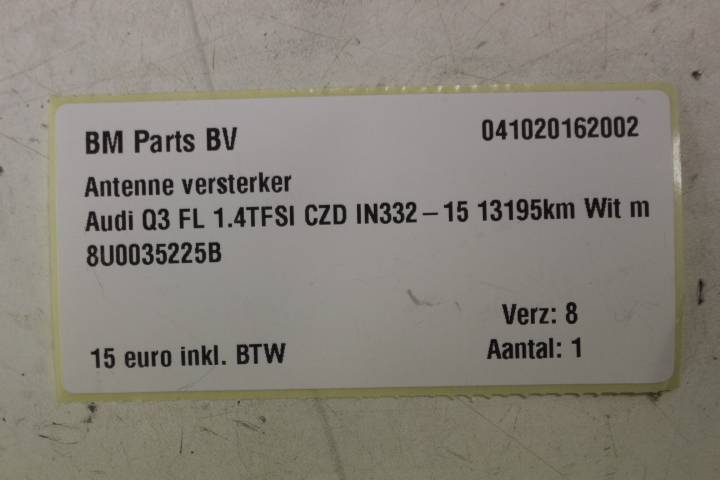 BM Parts BV 041020162002
Antenne versterker
Audi Q3 FL 1.4TFSI CZD IN332-15 13195km Wit m
8U0035225B
Verz: 8
15 euro inkl. BTW Aantal: 1